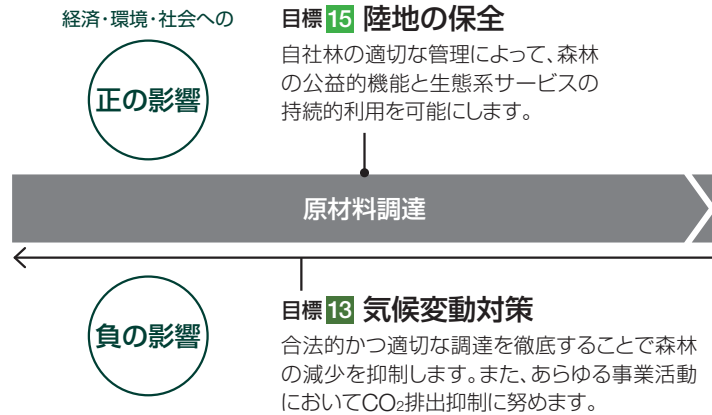 経済・環境・社会への
正の影響
目標15 陸地の保全
自社林の適切な管理によって、森林
の公益的機能と生態系サービスの
持続的利用を可能にします。
原材料調達
負の影響
目標13 気候変動対策
合法的かつ適切な調達を徹底することで森林
の減少を抑制します。また、あらゆる事業活動
においてCO₂排出抑制に努めます。